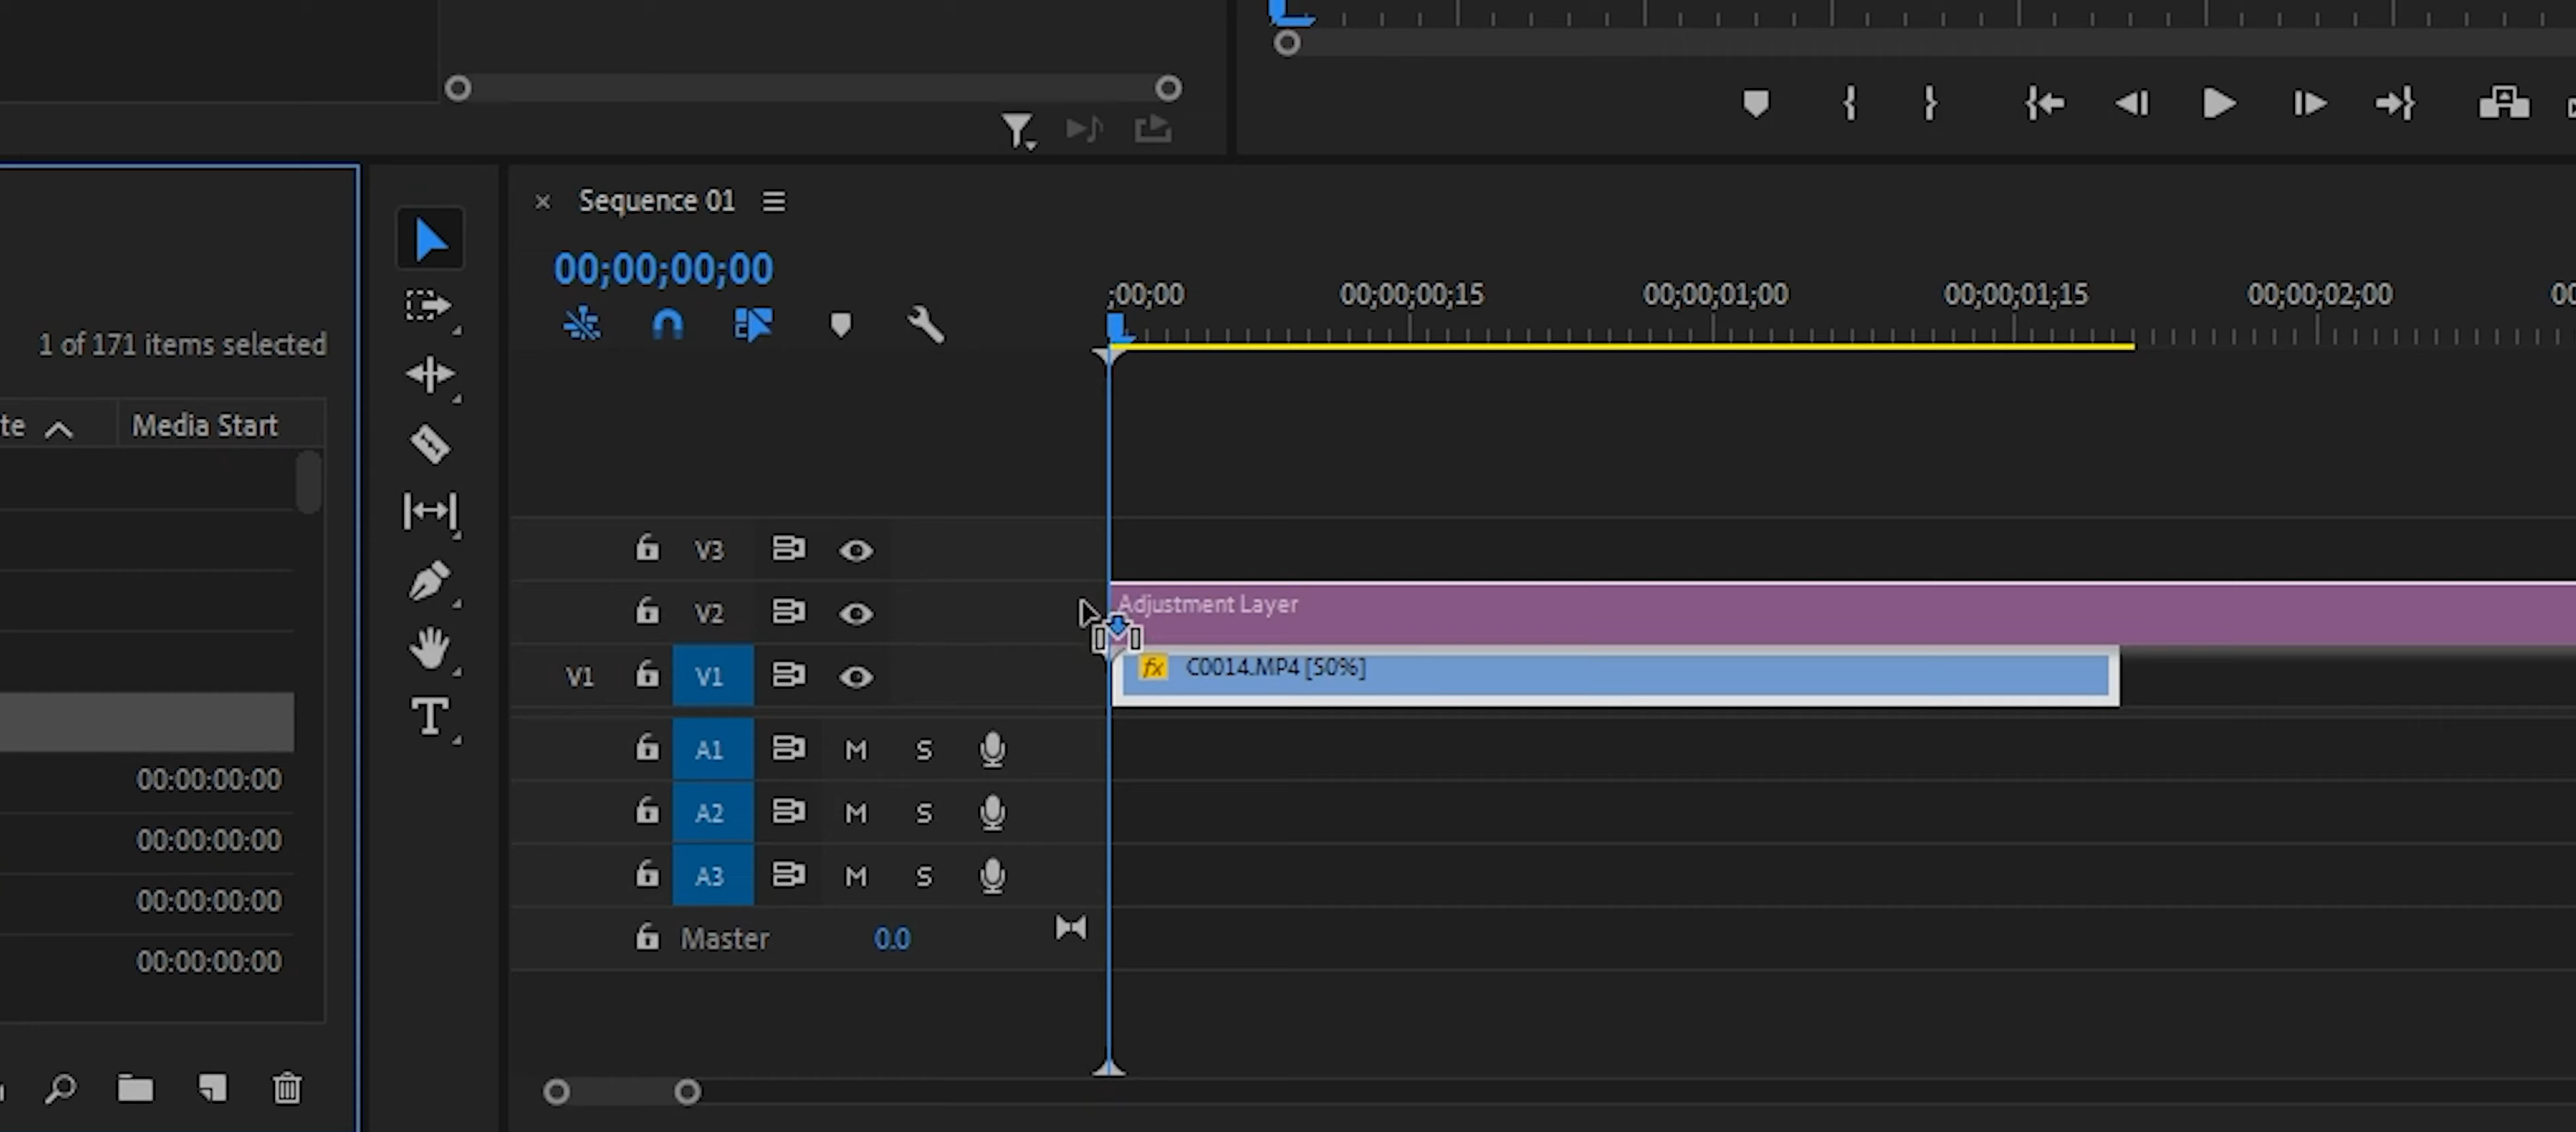 Sequence 01
00;00;00;00
;00;00
00;00;00;15
00;00;01;00
00;00;01;15
00;00;02;00
00
1 of 171 items selected
te
Media Start
V3
V2
Adjustment Layer
V1
V1
fx
C0014.MP4 [50%]
A1
M
S
A2
M
S
A3
M
S
Master
0.0
00:00:00:00
00:00:00:00
00:00:00:00
00:00:00:00